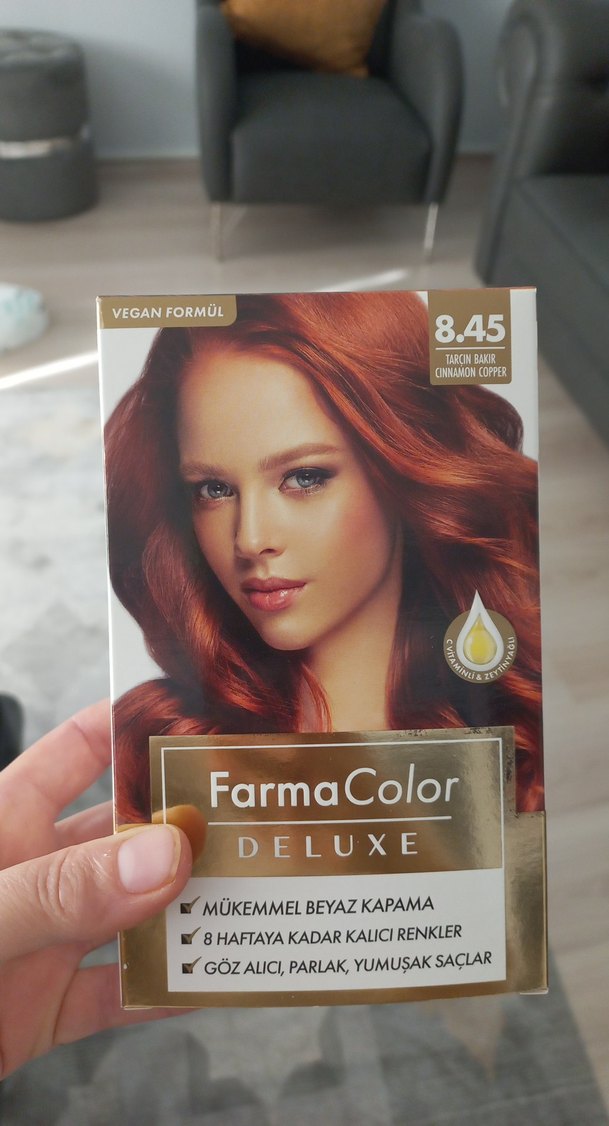 VEGAN FORMÜL
8.45
TARÇIN BAKIR
CINNAMON COPPER
C VİTAMİNLİ & ZEYTİNYAĞLI
FarmaColor
DELUXE
MÜKEMMEL BEYAZ KAPAMA
8 HAFTAYA KADAR KALICI RENKLER
GÖZ ALICI, PARLAK, YUMUŞAK SAÇLAR